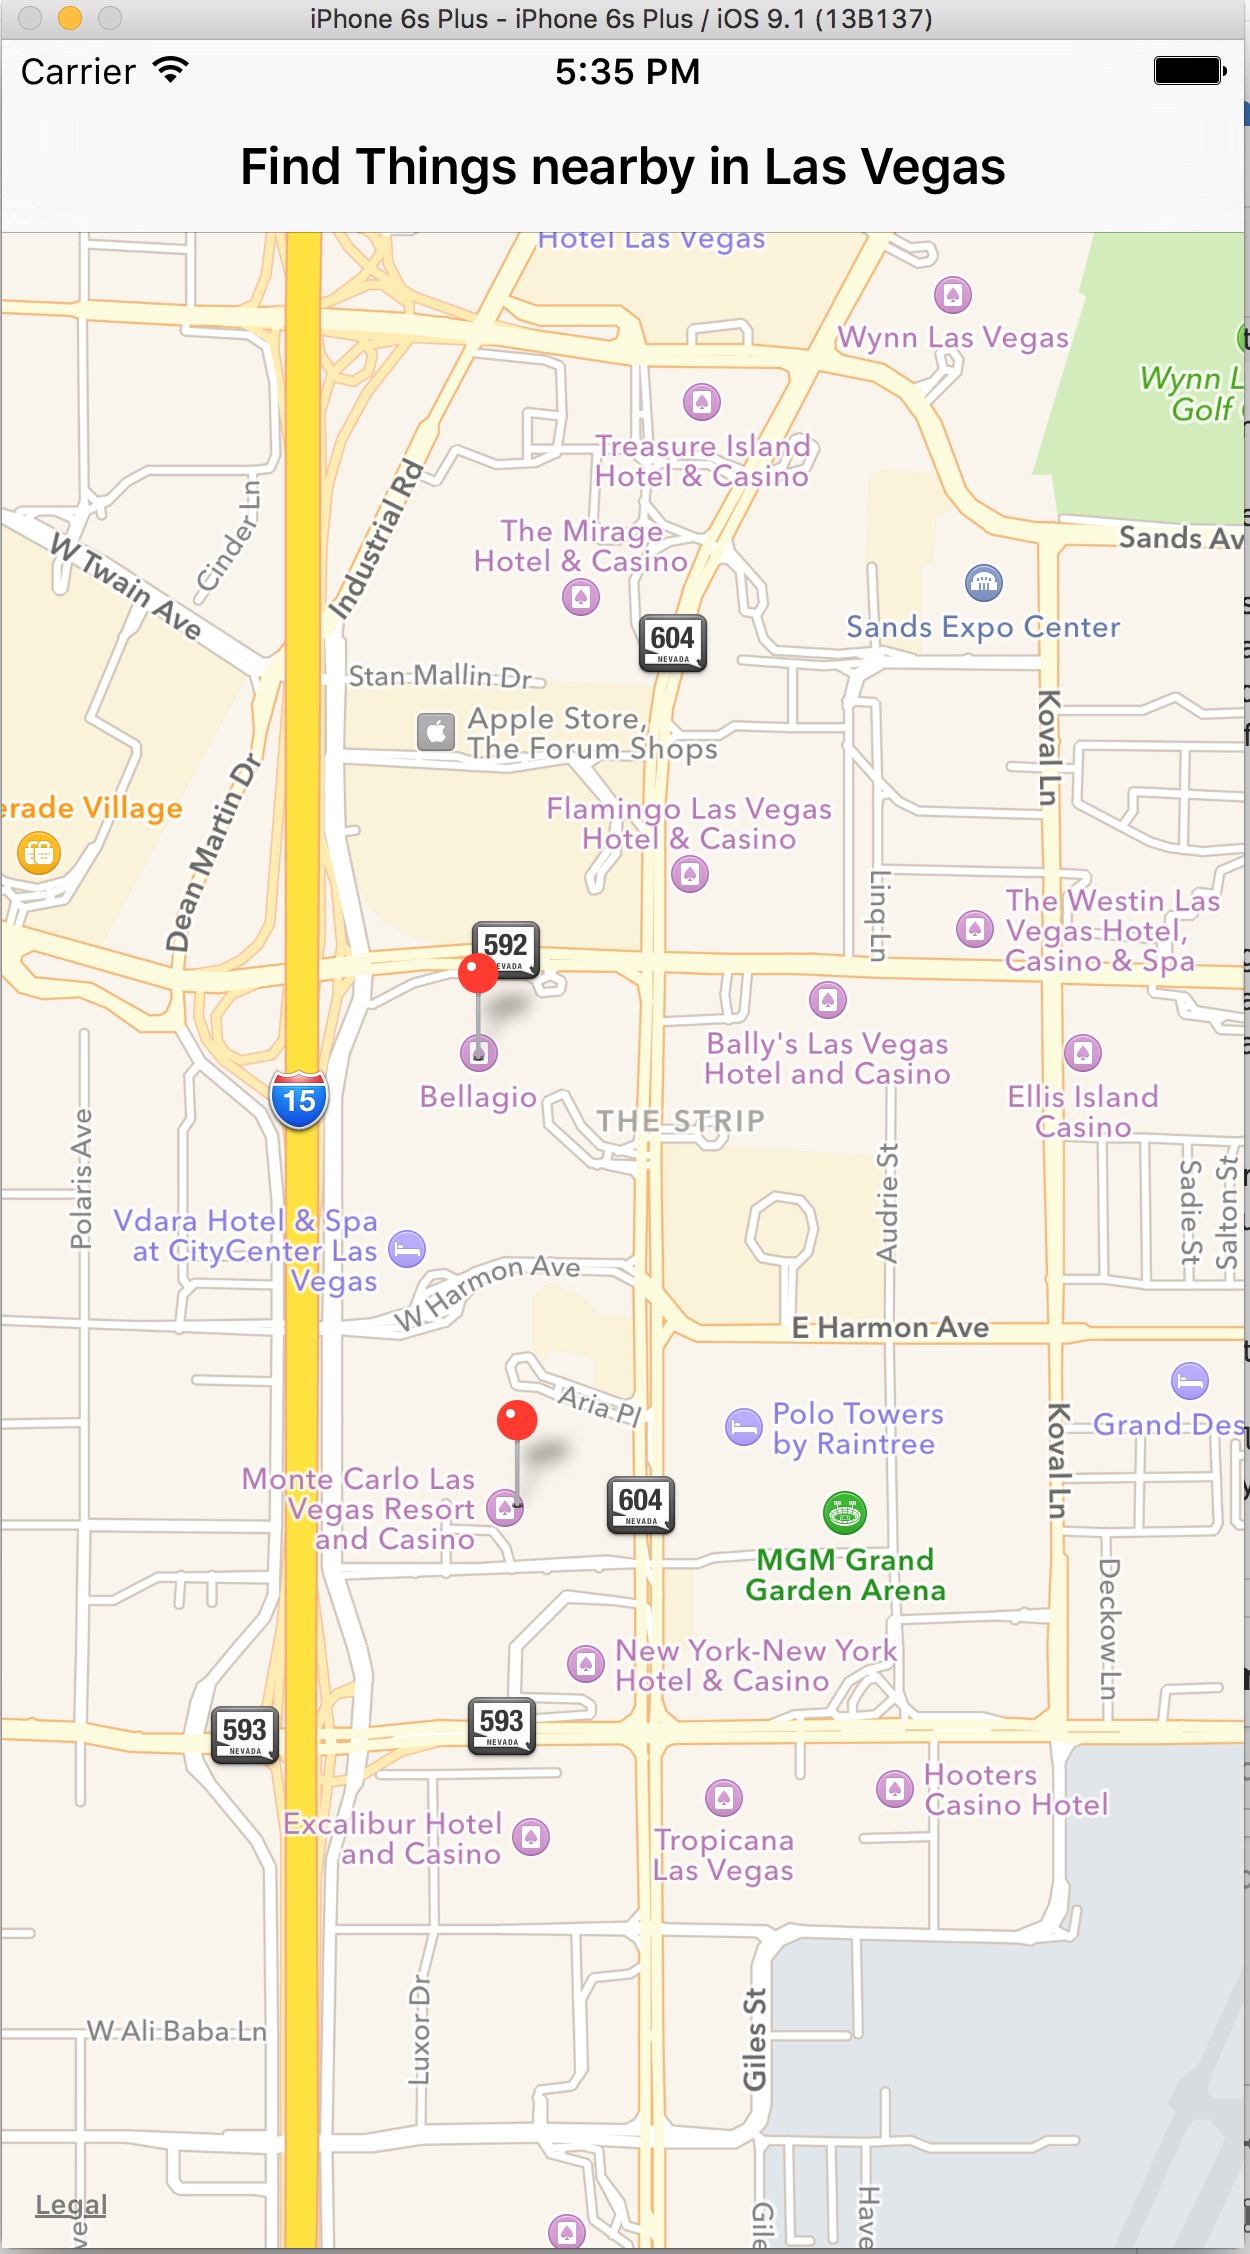 iPhone 6s Plus - iPhone 6s Plus / iOS 9.1 (13B137)
Carrier
5:35 PM
Find Things nearby in Las Vegas
Hotel Las Vegas
Wynn Las Vegas
Wynn L
Golf
Treasure Island
Hotel & Casino
Industrial Rd
Cinder Ln
W Twain Ave
The Mirage
Hotel & Casino
Sands Av
Sands Expo Center
604
NEVADA
Stan Mallin Dr
Apple Store,
The Forum Shops
Koval Ln
Dean Martin Dr
erade Village
Flamingo Las Vegas
Hotel & Casino
Linq Ln
The Westin Las
Vegas Hotel,
Casino & Spa
592
EVADA
Bally's Las Vegas
Hotel and Casino
Bellagio
15
Ellis Island
Casino
THE STRIP
Polaris Ave
Audrie St
Sadie St
Salton St
Vdara Hotel & Spa
at CityCenter Las
Vegas
W Harmon Ave
E Harmon Ave
Aria Pl
Polo Towers
by Raintree
Grand Des
Koval Ln
Monte Carlo Las
Vegas Resort
and Casino
604
NEVADA
MGM Grand
Garden Arena
Deckow Ln
New York-New York
Hotel & Casino
593
NEVADA
593
NEVADA
Hooters
Casino Hotel
Excalibur Hotel
and Casino
Tropicana
Las Vegas
Luxor Dr
Giles St
W Ali Baba Ln
Legal
ve
Gile
Have